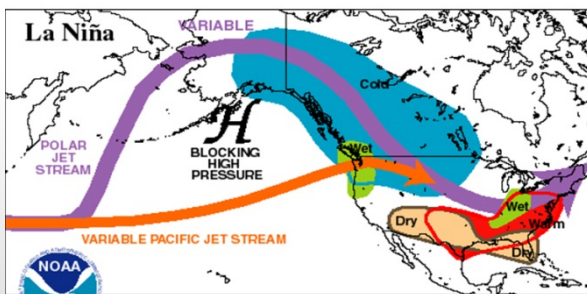 La Niña
VARIABLE
Cold
POLAR
JET
STREAM
H
BLOCKING
HIGH
PRESSURE
Wet
Wet
Dry
Warm
Dry
VARIABLE PACIFIC JET STREAM
NOAA